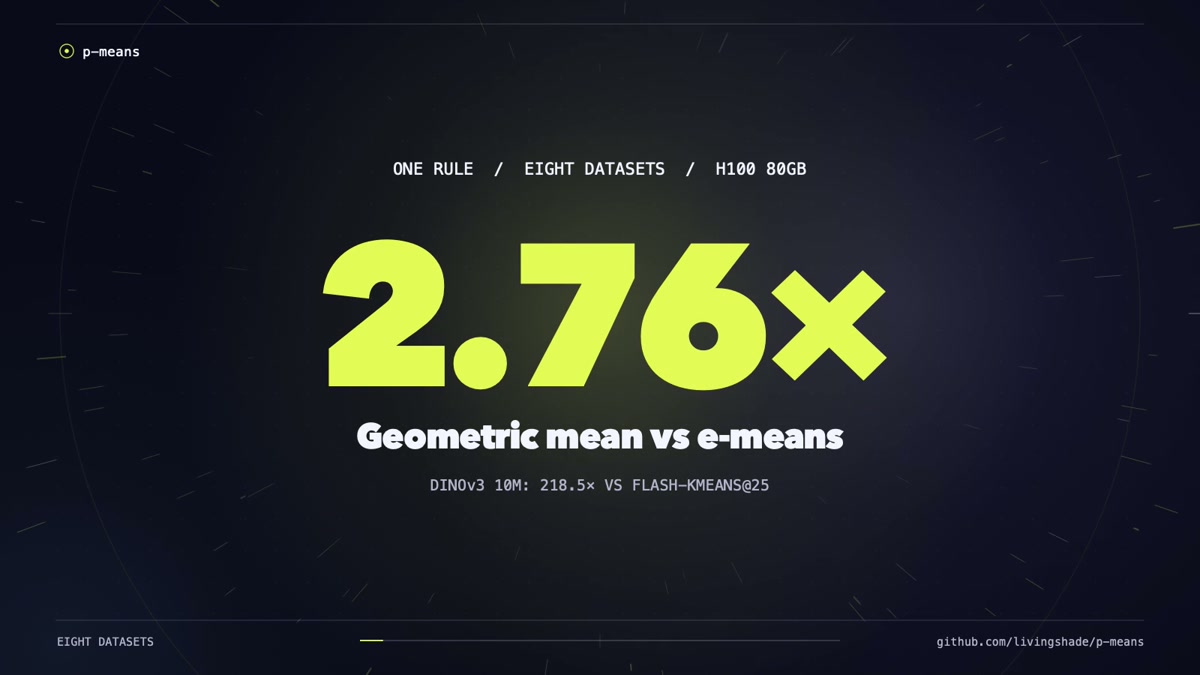 p-means
ONE RULE / EIGHT DATASETS / H100 80GB
2.76×
Geometric mean vs e-means
DINOv3 10M: 218.5× VS FLASH-KMEANS@25
EIGHT DATASETS
github.com/livingshade/p-means